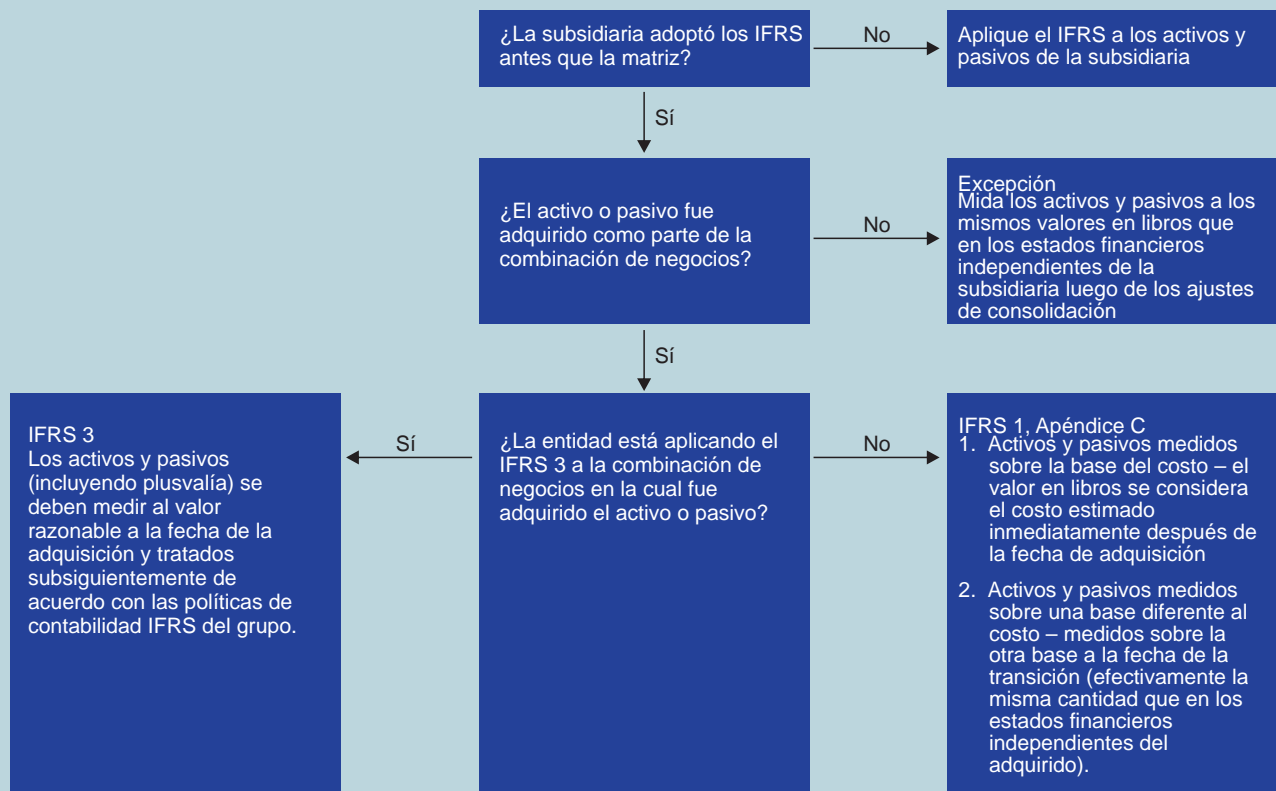 ¿La subsidiaria adoptó los IFRS
antes que la matriz?
No
Aplique el IFRS a los activos y
pasivos de la subsidiaria
Sí
¿El activo o pasivo fue
adquirido como parte de la
combinación de negocios?
No
Excepción
Mida los activos y pasivos a los
mismos valores en libros que
en los estados financieros
independientes de la
subsidiaria luego de los ajustes
de consolidación
Sí
IFRS 3
Los activos y pasivos
(incluyendo plusvalía) se
deben medir al valor
razonable a la fecha de la
adquisición y tratados
subsiguientemente de
acuerdo con las políticas de
contabilidad IFRS del grupo.
Sí
¿La entidad está aplicando el
IFRS 3 a la combinación de
negocios en la cual fue
adquirido el activo o pasivo?
No
IFRS 1, Apéndice C
1. Activos y pasivos medidos
sobre la base del costo – el
valor en libros se considera
el costo estimado
inmediatamente después de
la fecha de adquisición
2. Activos y pasivos medidos
sobre una base diferente al
costo – medidos sobre la
otra base a la fecha de la
transición (efectivamente la
misma cantidad que en los
estados financieros
independientes del
adquirido).